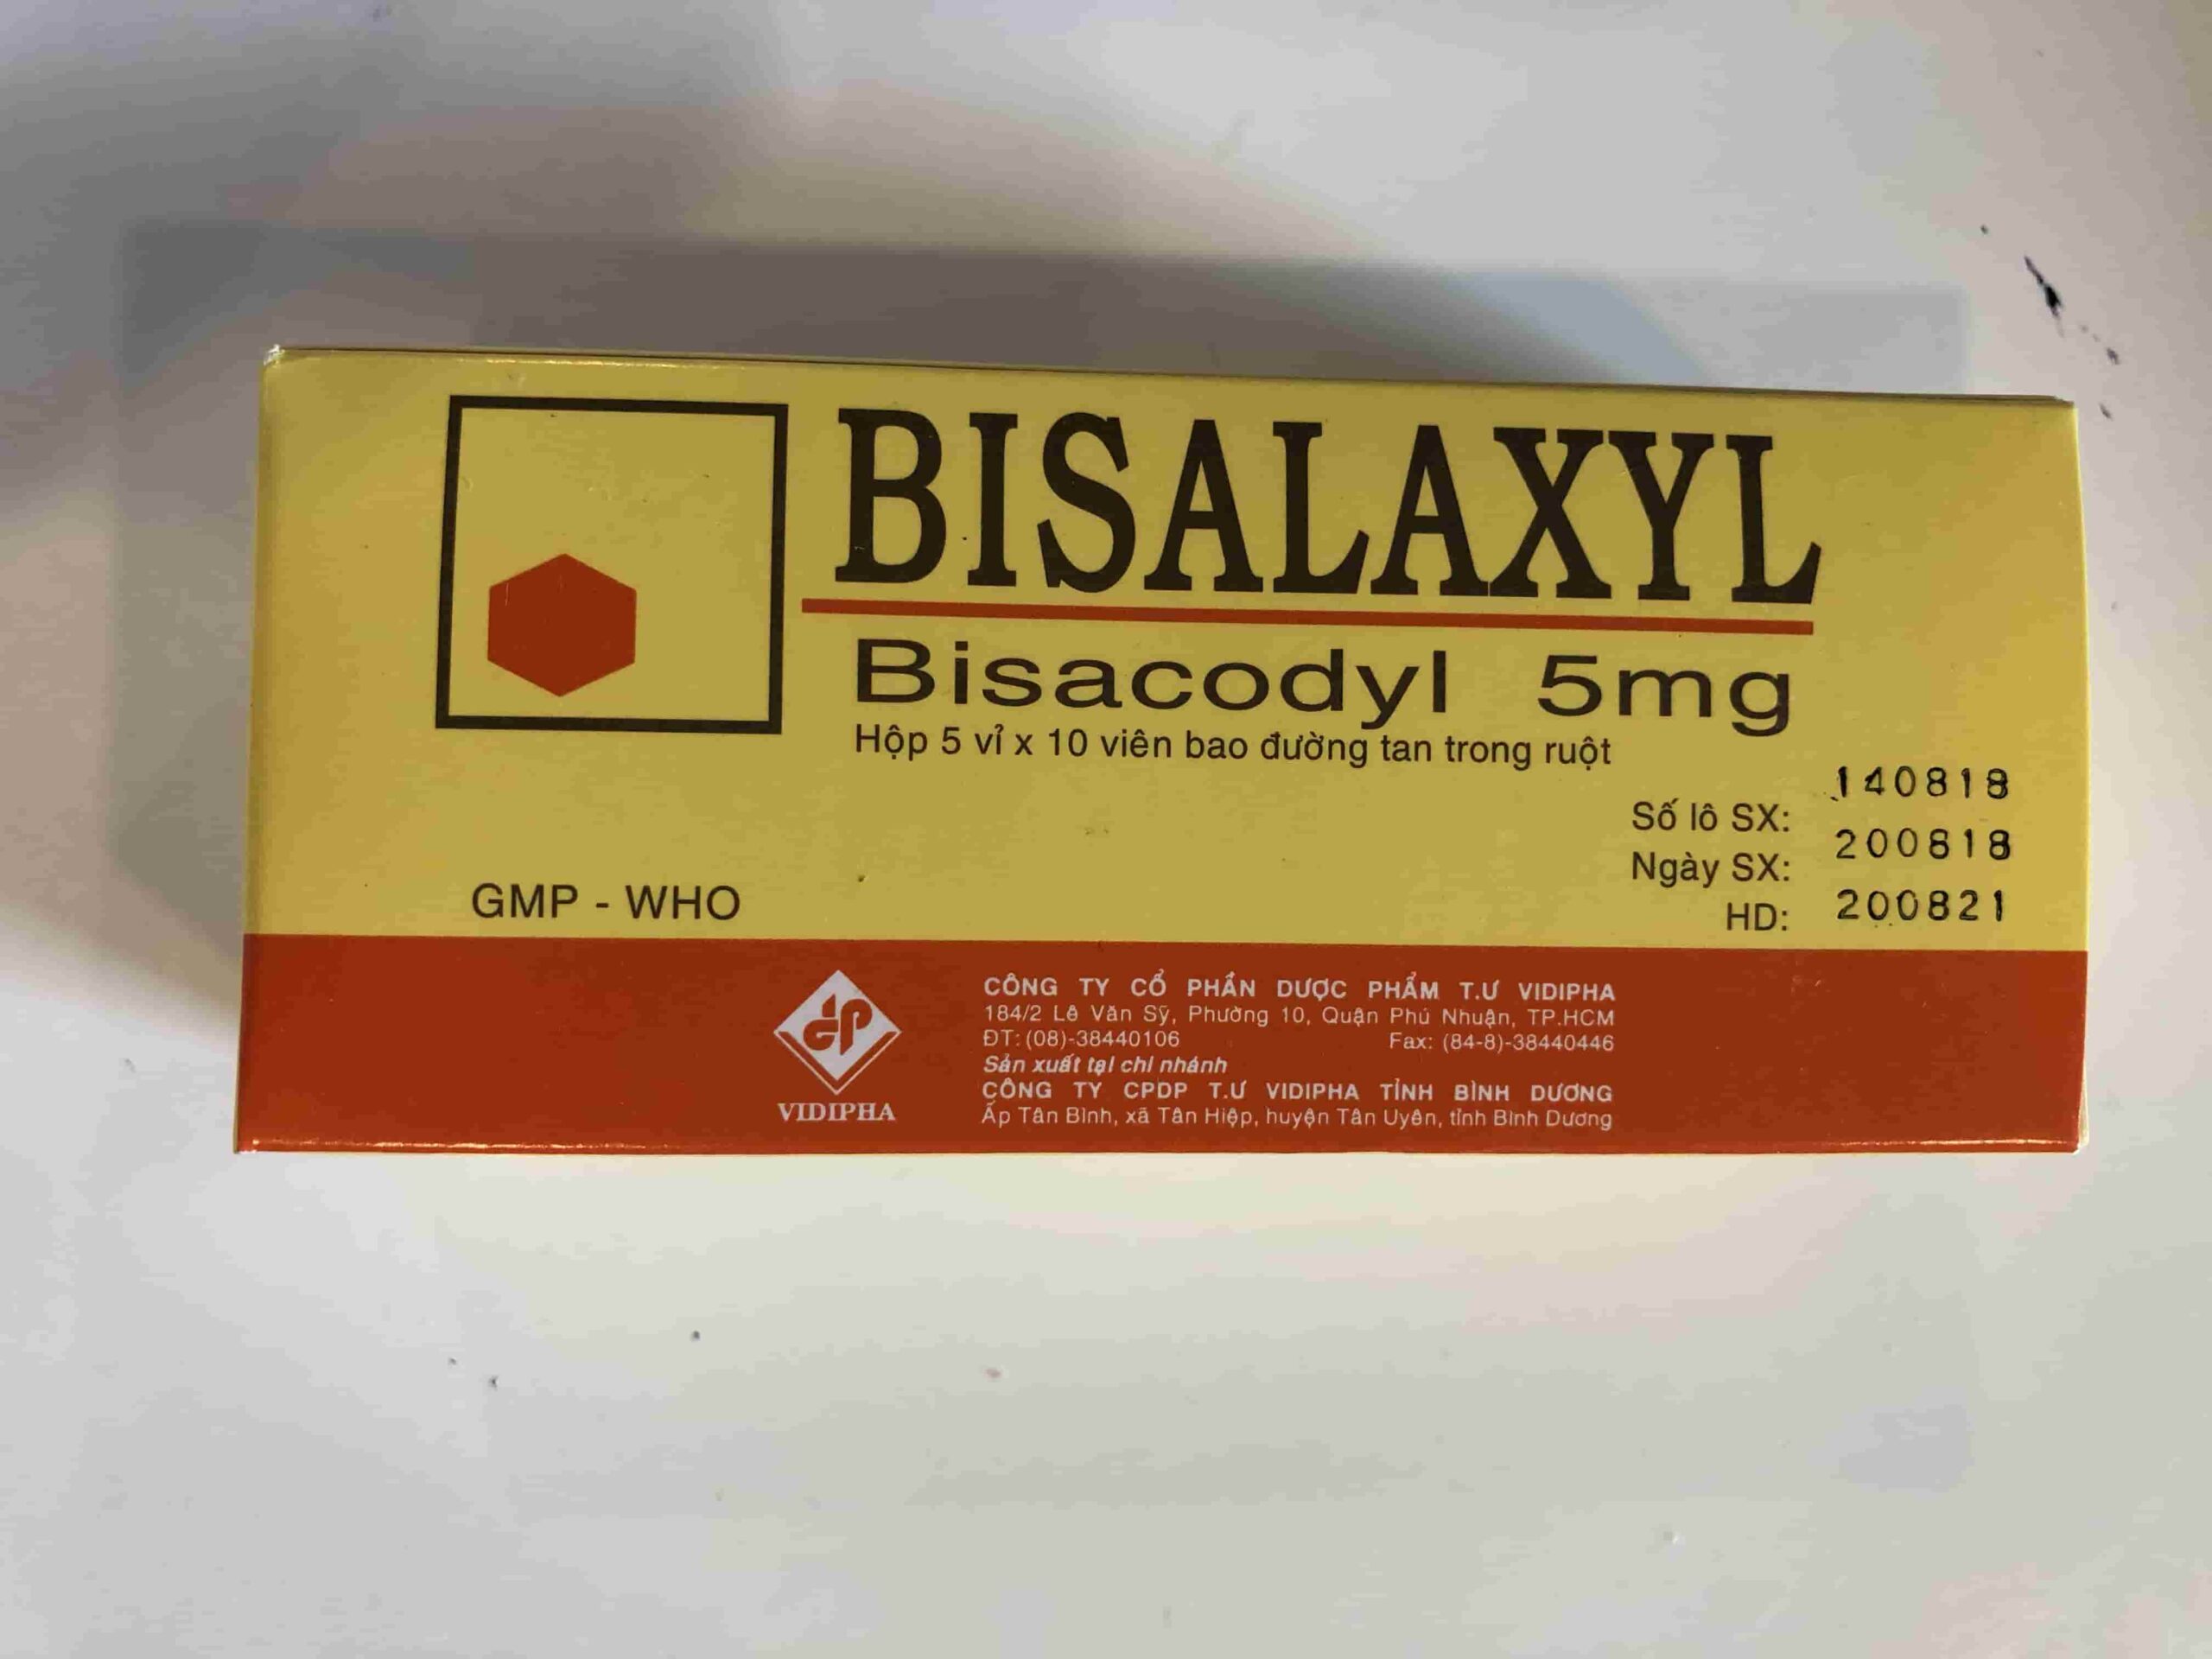 BISALAXYL
Bisacodyl 5mg
Hộp 5 vỉ x 10 viên bao đường tan trong ruột
Số lô SX: 140818
Ngày SX: 200818
HD: 200821
GMP - WHO
VIDIPHA
CÔNG TY CỔ PHẦN DƯỢC PHẨM T.Ư VIDIPHA
184/2 Lê Văn Sỹ, Phường 10, Quận Phú Nhuận, TP.HCM
ĐT: (08)-38440106 Fax: (84-8)-38440446
Sản xuất tại chi nhánh
CÔNG TY CPDP T.Ư VIDIPHA TỈNH BÌNH DƯƠNG
Ấp Tân Bình, xã Tân Hiệp, huyện Tân Uyên, tỉnh Bình Dương